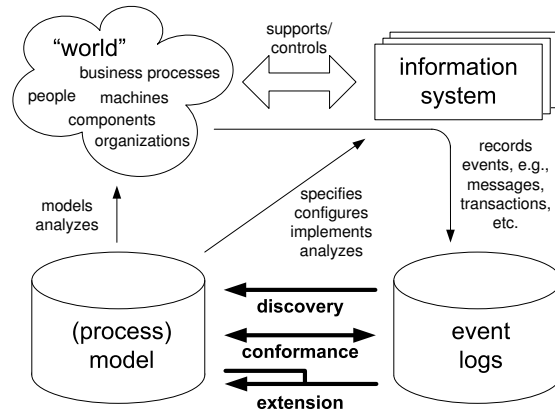 “world”
business processes
people machines
components
organizations
supports/
controls
information
system
records
events, e.g.,
messages,
transactions,
etc.
models
analyzes
specifies
configures
implements
analyzes
(process)
model
discovery
conformance
extension
event
logs